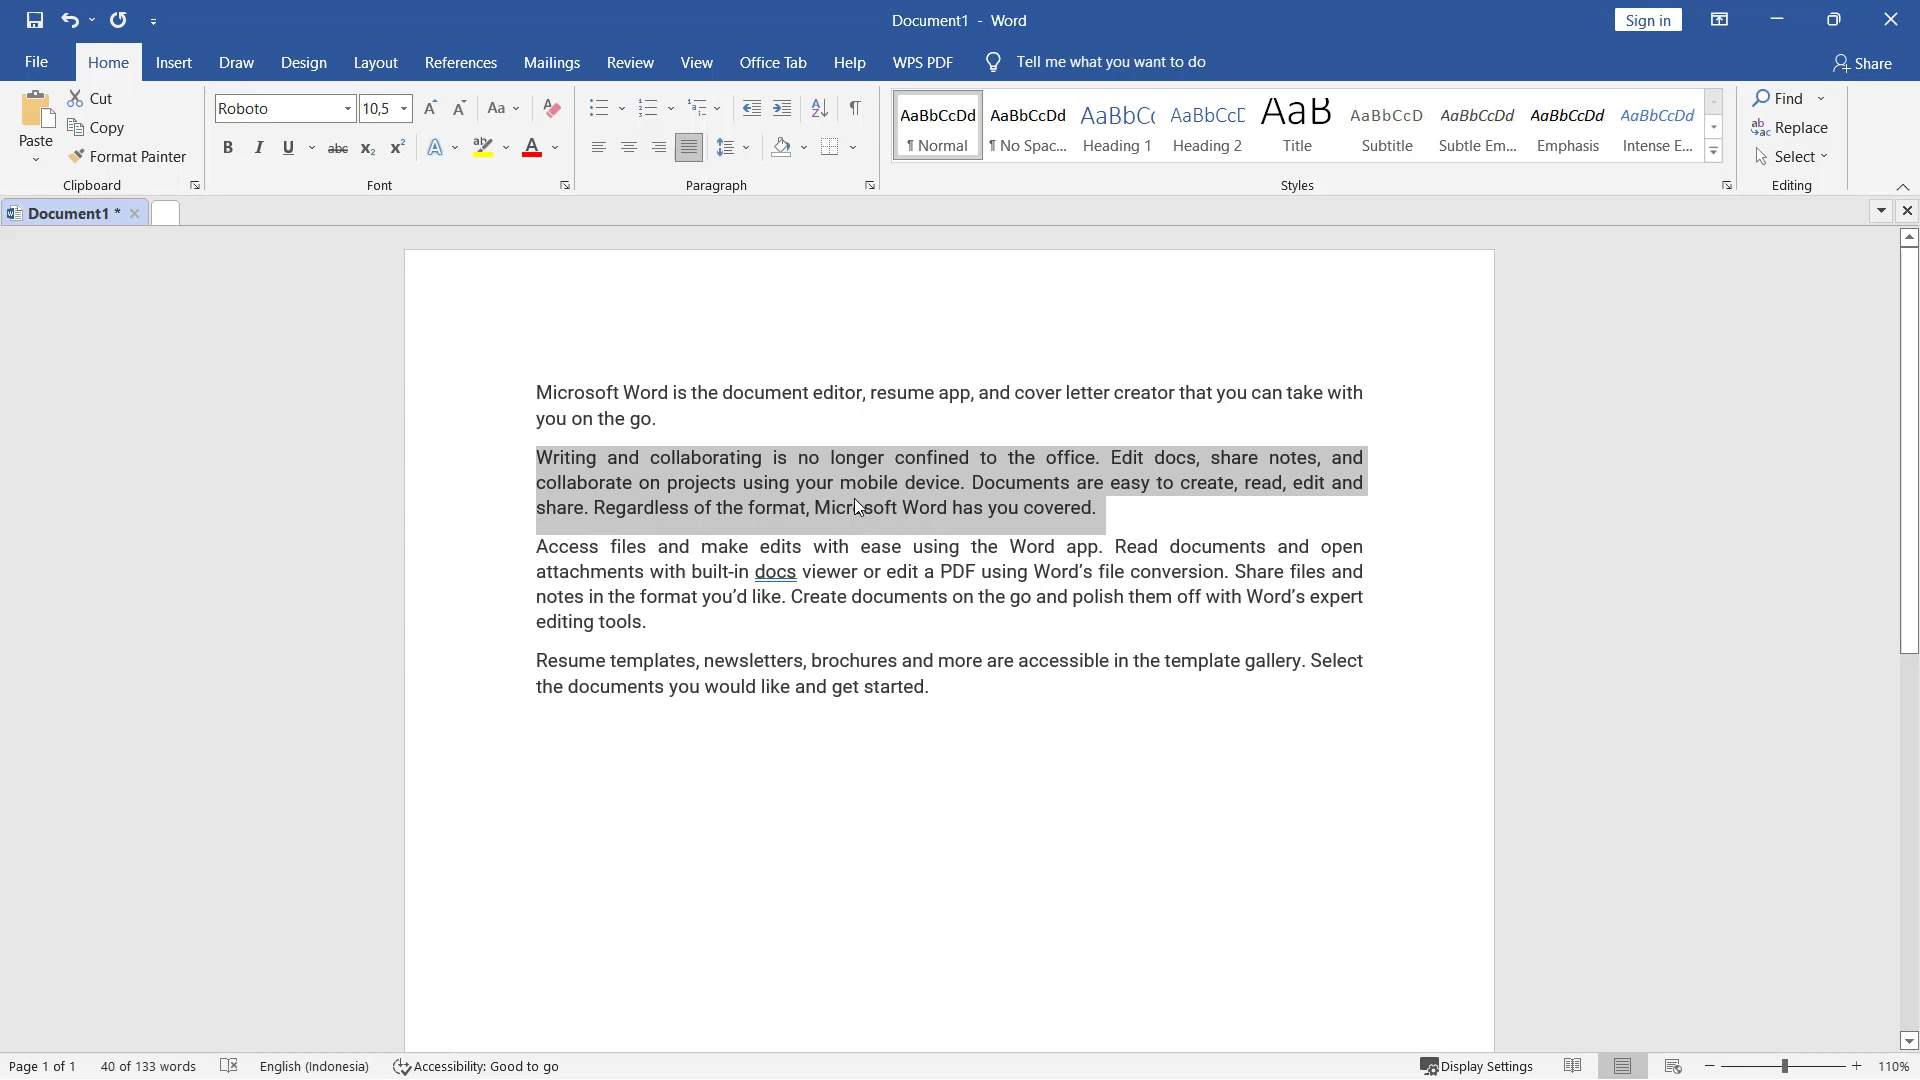 Document1 - Word
Sign in
File Home Insert Draw Design Layout References Mailings Review View Office Tab Help WPS PDF Tell me what you want to do Share
Paste
Cut
Copy
Format Painter
Clipboard
Roboto 10,5
Font
Paragraph
AaBbCcDd AaBbCcDd AaBbCc AaBbCcC AaB AaBbCcD AaBbCcDd AaBbCcDd AaBbCcDd
¶ Normal ¶ No Spac... Heading 1 Heading 2 Title Subtitle Subtle Em... Emphasis Intense E...
Styles
Find
Replace
Select
Editing
Document1 *
Microsoft Word is the document editor, resume app, and cover letter creator that you can take with
you on the go.
Writing and collaborating is no longer confined to the office. Edit docs, share notes, and
collaborate on projects using your mobile device. Documents are easy to create, read, edit and
share. Regardless of the format, Microsoft Word has you covered.
Access files and make edits with ease using the Word app. Read documents and open
attachments with built-in docs viewer or edit a PDF using Word’s file conversion. Share files and
notes in the format you’d like. Create documents on the go and polish them off with Word’s expert
editing tools.
Resume templates, newsletters, brochures and more are accessible in the template gallery. Select
the documents you would like and get started.
Page 1 of 1 40 of 133 words English (Indonesia) Accessibility: Good to go Display Settings 110%